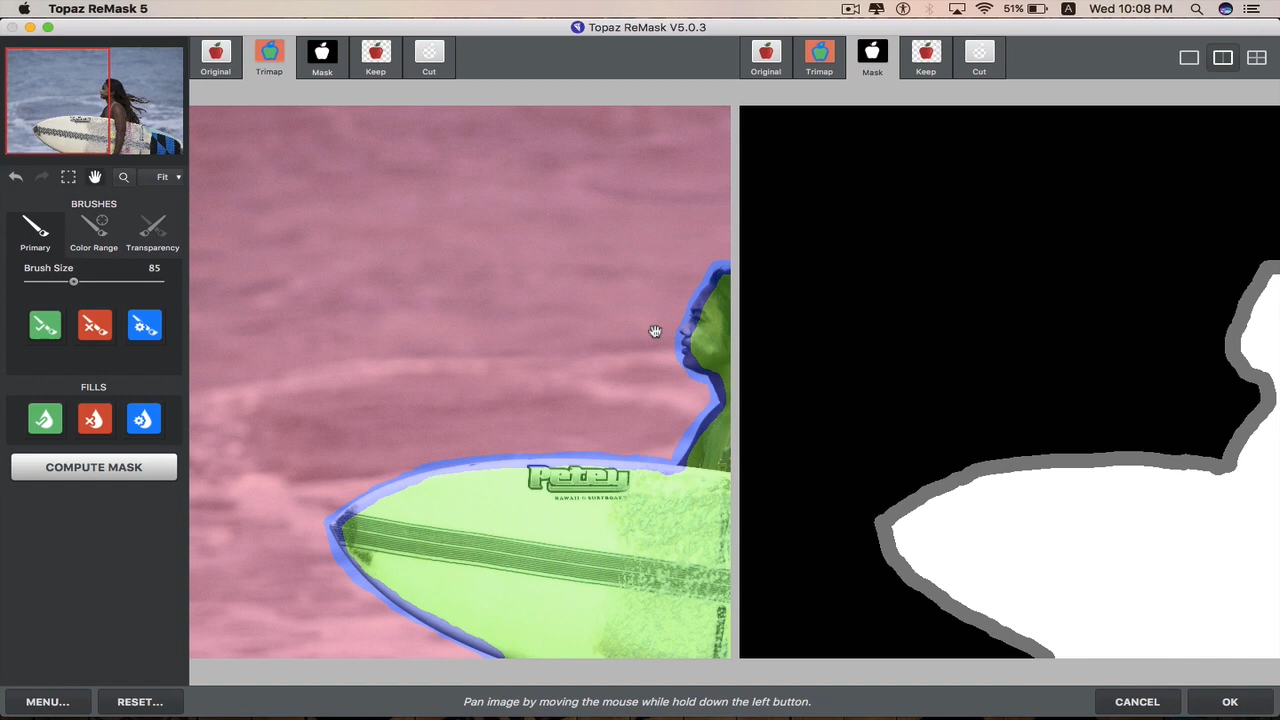 Topaz ReMask 5
51%
A
Wed 10:08 PM
Topaz ReMask V5.0.3
Original
Trimap
Mask
Keep
Cut
Original
Trimap
Mask
Keep
Cut
Fit
BRUSHES
Primary
Color Range
Transparency
Brush Size 85
FILLS
COMPUTE MASK
Petey
HAWAII SURFBOARDS
MENU...
RESET...
Pan image by moving the mouse while hold down the left button.
CANCEL
OK